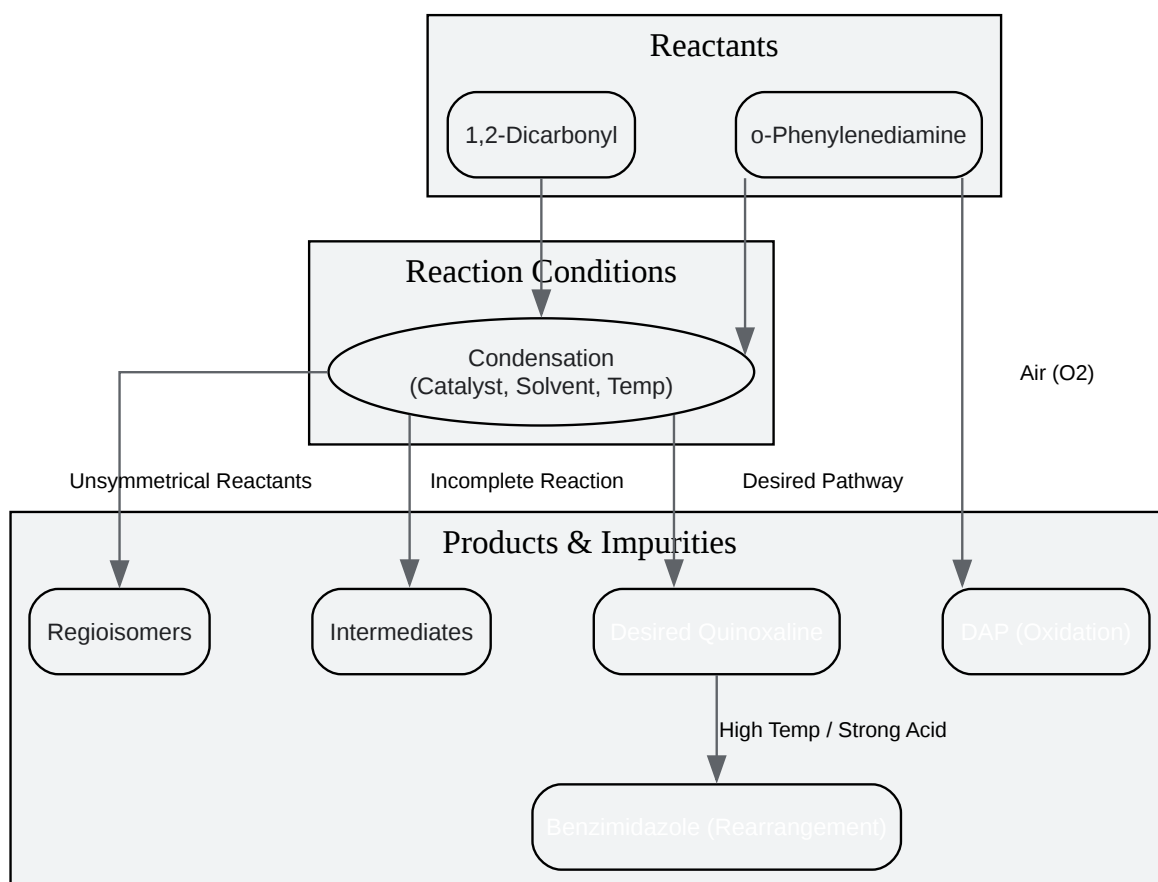 Reactants
1,2-Dicarbonyl
o-Phenylenediamine
Reaction Conditions
Condensation
(Catalyst, Solvent, Temp)
Air (O2)
Unsymmetrical Reactants
Incomplete Reaction
Desired Pathway
Products & Impurities
Regioisomers
Intermediates
Desired Quinoxaline
DAP (Oxidation)
High Temp / Strong Acid
Benzimidazole (Rearrangement)